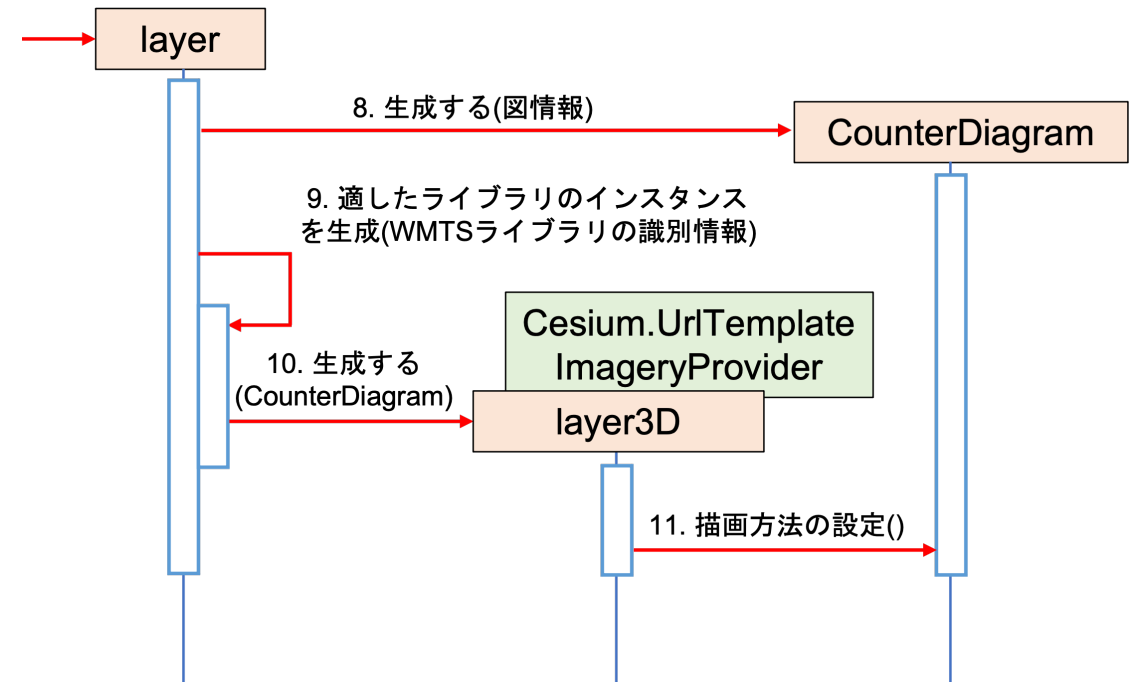 layer
8. 生成する(図情報)
CounterDiagram
9. 適したライブラリのインスタンス
を生成(WMTSライブラリの識別情報)
Cesium.UrlTemplate
ImageryProvider
10. 生成する
(CounterDiagram)
layer3D
11. 描画方法の設定()